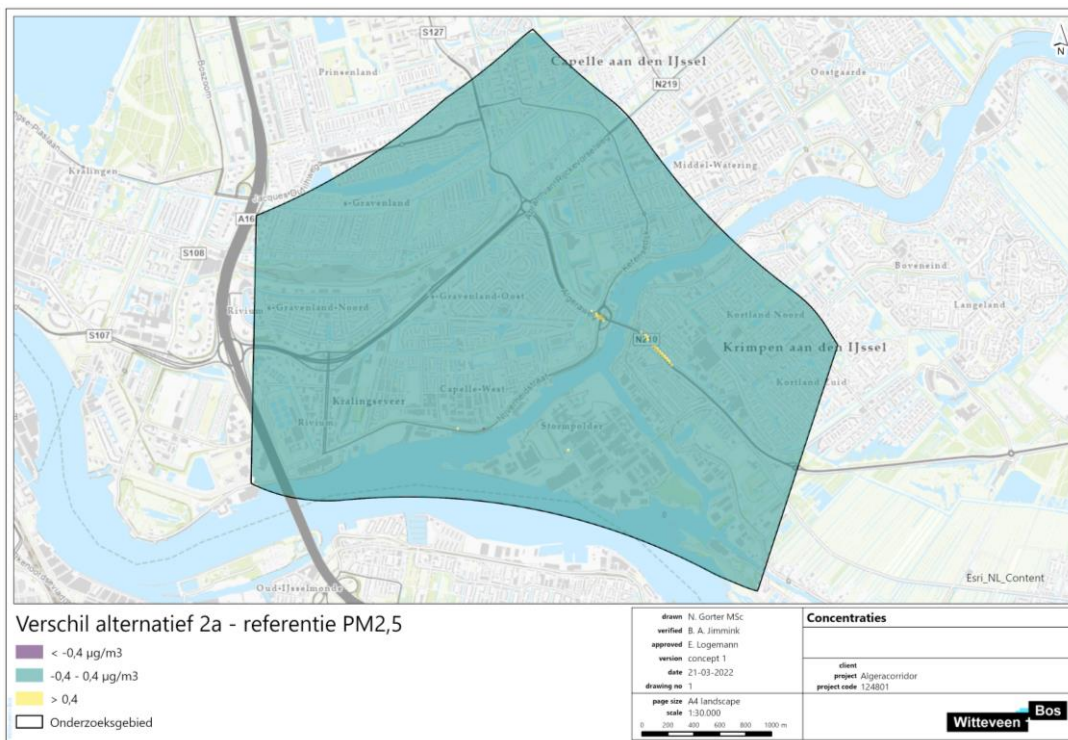 S127
Capelle aan den IJssel
Prinsenland
Oostgaarde
N
Boszoom
N219
Kralingen
Middel-Watering
s-Gravenland
A16
S108
Boveneind
s-Gravenland-Noord
s-Gravenland-Oost
Algeraweg
Langeland
Rivium
Kortland Noord
S107
N210
Krimpen aan den IJssel
Capelle-West
Kortland Zuid
Kralingseveer
Nijverheidstraat
Rivium
Stormpolder
Oud-IJsselmonde
Esri_NL_Content
Verschil alternatief 2a - referentie PM2,5
< -0,4 µg/m3
-0,4 - 0,4 µg/m3
> 0,4
Onderzoeksgebied
drawn N. Gorter MSc
verified B. A. Jimmink
approved E. Logemann
version concept 1
date 21-03-2022
drawing no 1
page size A4 landscape
scale 1:30.000
0 200 400 600 800 1000 m
Concentraties
client
project Algeracorridor
project code 124801
Witteveen + Bos